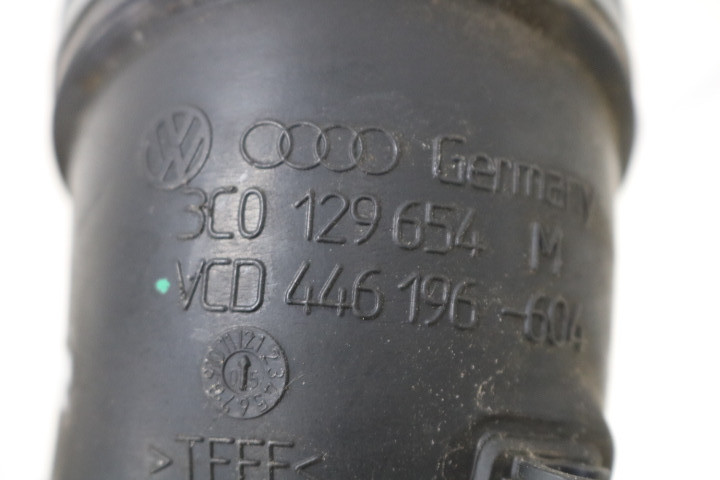 Germany
3C0 129 654 M
VCD 446 196 -604
>TEEE<